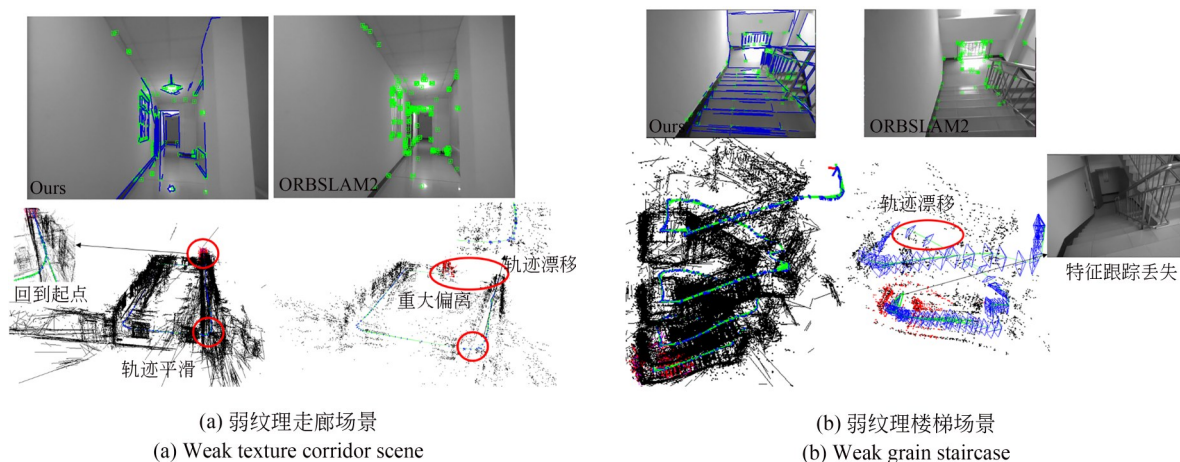 Ours
ORBSLAM2
回到起点
轨迹平滑
重大偏离
轨迹漂移
(a) 弱纹理走廊场景
(a) Weak texture corridor scene
Ours
ORBSLAM2
轨迹漂移
特征跟踪丢失
(b) 弱纹理楼梯场景
(b) Weak grain staircase